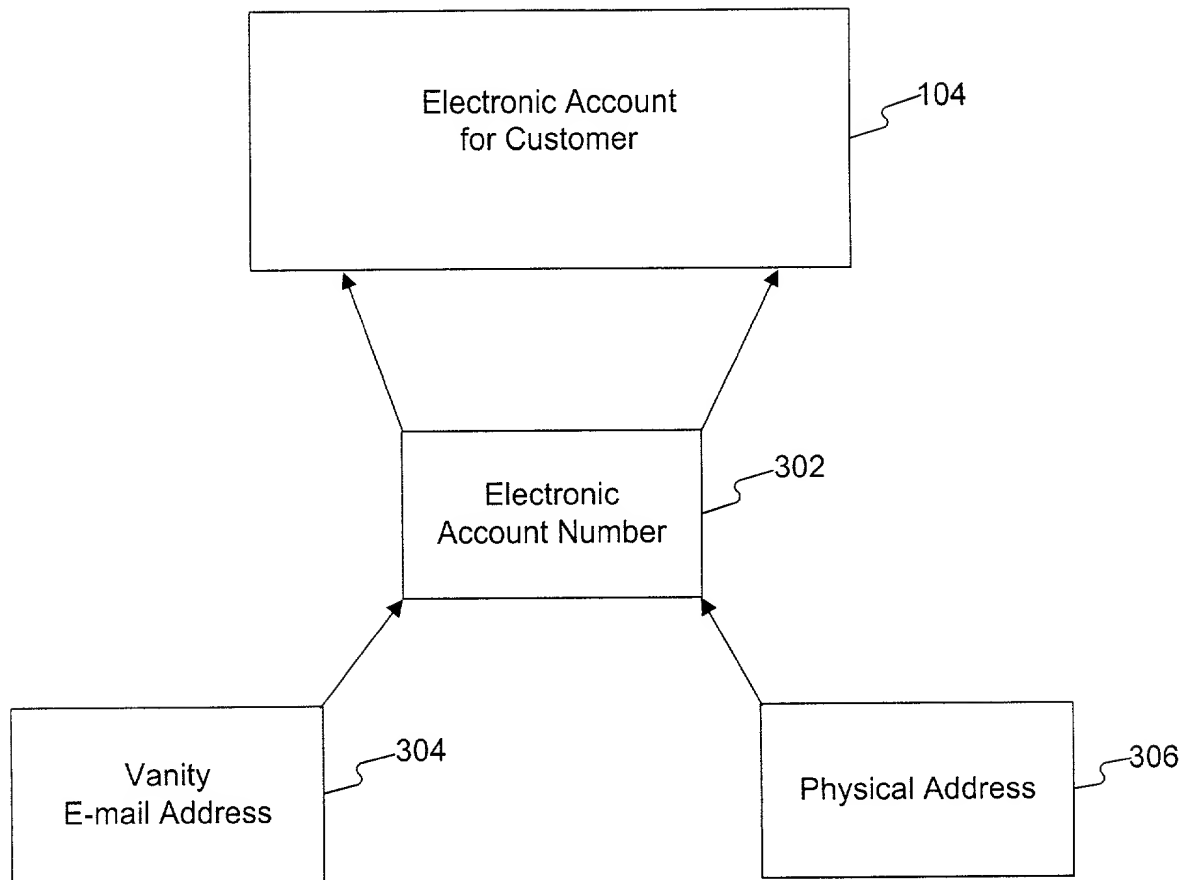 Electronic Account
for Customer
104
Electronic
Account Number
302
Vanity
E-mail Address
304
Physical Address
306